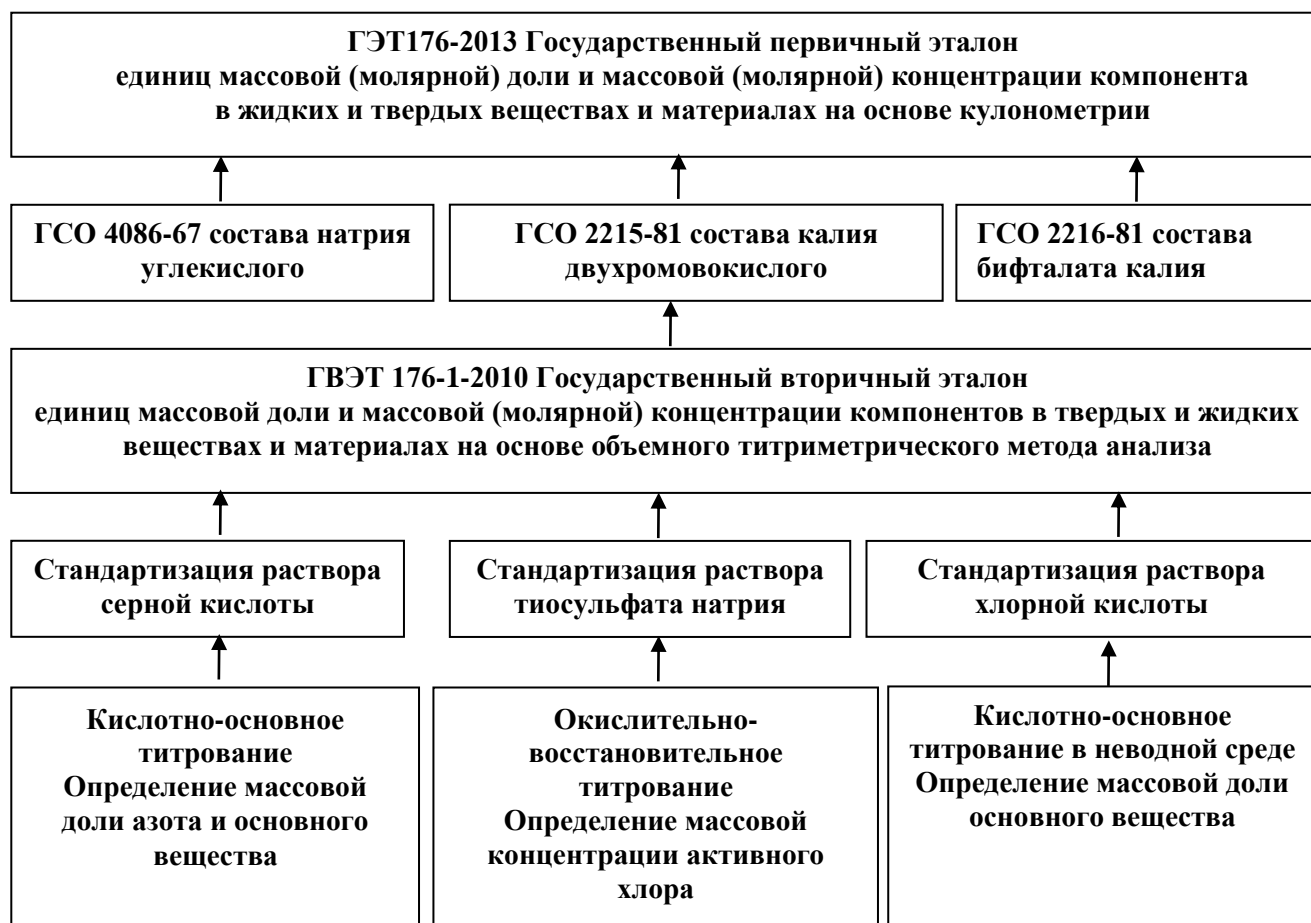 ГЭТ176-2013 Государственный первичный эталон
единиц массовой (молярной) доли и массовой (молярной) концентрации компонента
в жидких и твердых веществах и материалах на основе кулонометрии
ГСО 4086-67 состава натрия
углекислого
ГСО 2215-81 состава калия
двухромовокислого
ГСО 2216-81 состава
бифталата калия
ГВЭТ 176-1-2010 Государственный вторичный эталон
единиц массовой доли и массовой (молярной) концентрации компонентов в твердых и жидких
веществах и материалах на основе объемного титриметрического метода анализа
Стандартизация раствора
серной кислоты
Стандартизация раствора
тиосульфата натрия
Стандартизация раствора
хлорной кислоты
Кислотно-основное
титрование
Определение массовой
доли азота и основного
вещества
Окислительно-
восстановительное
титрование
Определение массовой
концентрации активного
хлора
Кислотно-основное
титрование в неводной среде
Определение массовой доли
основного вещества